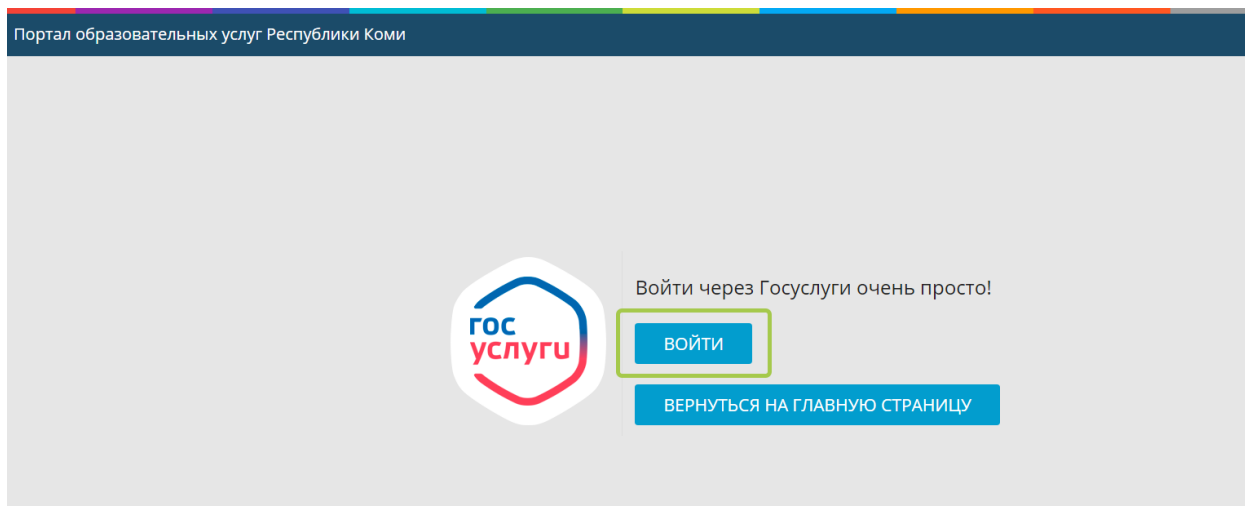 Портал образовательных услуг Республики Коми
Войти через Госуслуги очень просто!
гос
услуги
ВОЙТИ
ВЕРНУТЬСЯ НА ГЛАВНУЮ СТРАНИЦУ